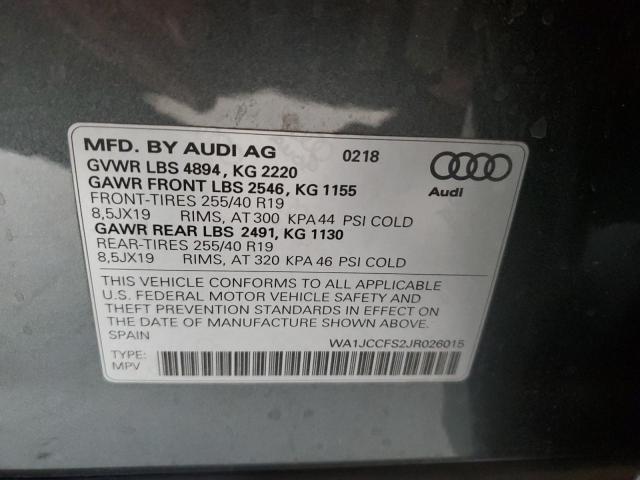 MFD. BY AUDI AG 0218
GVWR LBS 4894, KG 2220
GAWR FRONT LBS 2546, KG 1155
FRONT-TIRES 255/40 R19
8,5JX19 RIMS, AT 300 KPA 44 PSI COLD
GAWR REAR LBS 2491, KG 1130
REAR-TIRES 255/40 R19
8,5JX19 RIMS, AT 320 KPA 46 PSI COLD
Audi
THIS VEHICLE CONFORMS TO ALL APPLICABLE
U.S. FEDERAL MOTOR VEHICLE SAFETY AND
THEFT PREVENTION STANDARDS IN EFFECT ON
THE DATE OF MANUFACTURE SHOWN ABOVE.
SPAIN
WA1JCCFS2JR026015
TYPE:
MPV